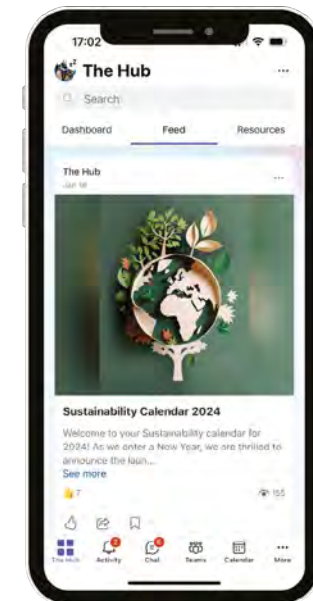 17:02
The Hub
Search
Dashboard Feed Resources
The Hub
Jan 18
Sustainability Calendar 2024
Welcome to your Sustainability calendar for
2024! As we enter a New Year, we are thrilled to
announce the laun...
See more
7 155
The Hub Activity Chat Teams Calendar More